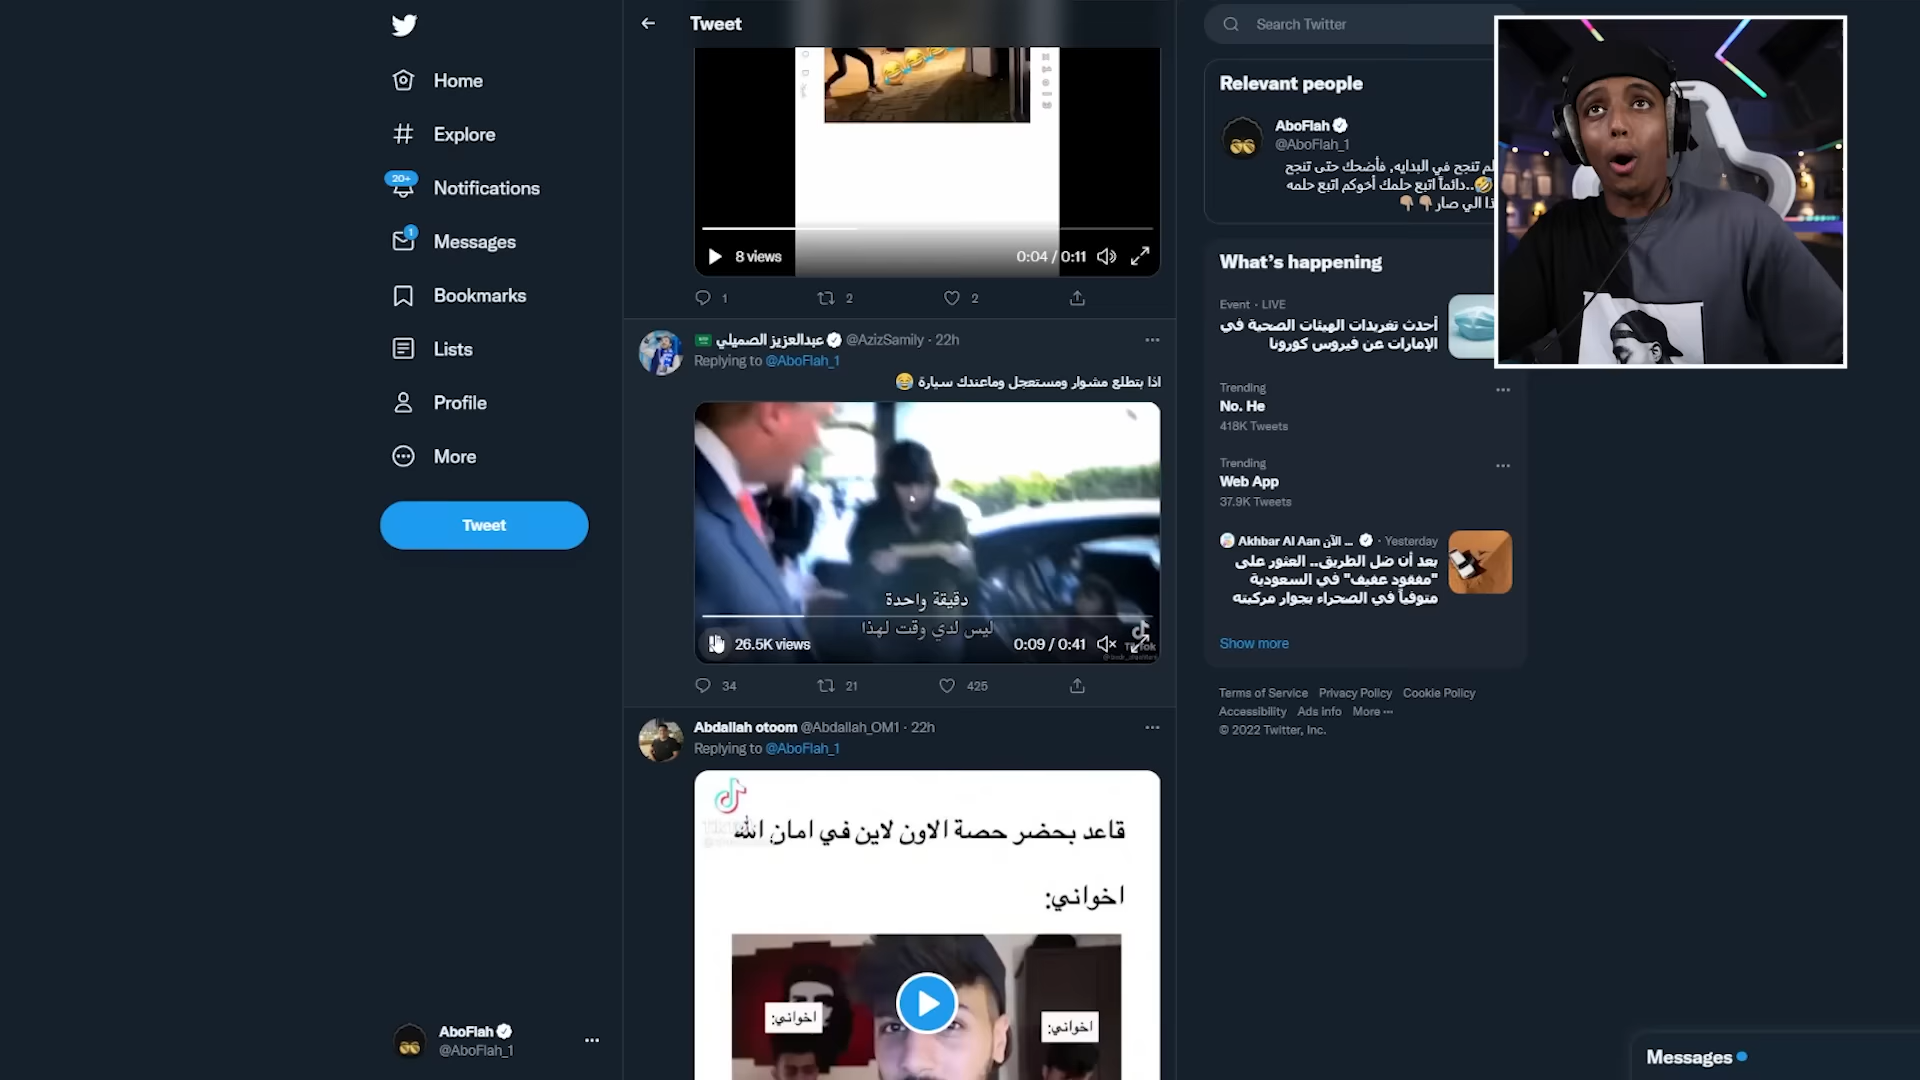 Home
Explore
20+
Notifications
1
Messages
Bookmarks
Lists
Profile
More
Tweet
AboFlah
@AboFlah_1
Tweet
8 views
0:04 / 0:11
1
2
2
عبدالعزيز الصميلي @AzizSamily · 22h
Replying to @AboFlah_1
اذا بتطلع مشوار ومستعجل وماعندك سيارة 😂
دقيقة واحدة
ليس لدي وقت لهذا
26.5K views
0:09 / 0:41
34
21
425
Abdallah otoom @Abdallah_OM1 · 22h
Replying to @AboFlah_1
قاعد بحضر حصة الاون لاين في امان الله
اخواني:
اخواني:
اخواني:
Search Twitter
Relevant people
AboFlah
@AboFlah_1
لم تنجح في البدايه, فأضحك حتى تنجح
🤣..دائماً اتبع حلمك أخوكم اتبع حلمه
ذا الي صار👇🏽👇🏽
What's happening
Event · LIVE
أحدث تغريدات الهيئات الصحية في
الإمارات عن فيروس كورونا
Trending
No. He
418K Tweets
Trending
Web App
37.9K Tweets
Akhbar Al Aan الآن ... · Yesterday
بعد أن ضل الطريق.. العثور على
"مفقود عفيف" في السعودية
متوفياً في الصحراء بجوار مركبته
Show more
Terms of Service Privacy Policy Cookie Policy
Accessibility Ads info More ···
© 2022 Twitter, Inc.
Messages